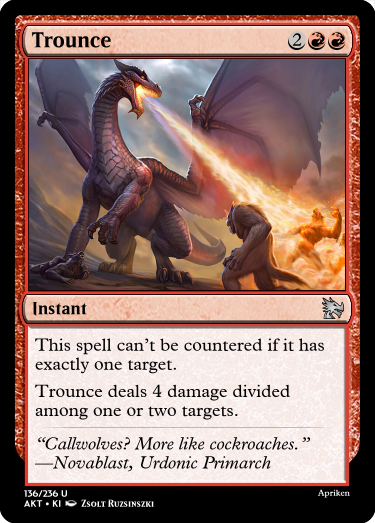 Trounce 2
Instant
This spell can't be countered if it has
exactly one target.
Trounce deals 4 damage divided
among one or two targets.
“Callwolves? More like cockroaches.”
—Novablast, Urdonic Primarch
136/236 U
Apriken
AKT • KI Zsolt Ruzsinszki